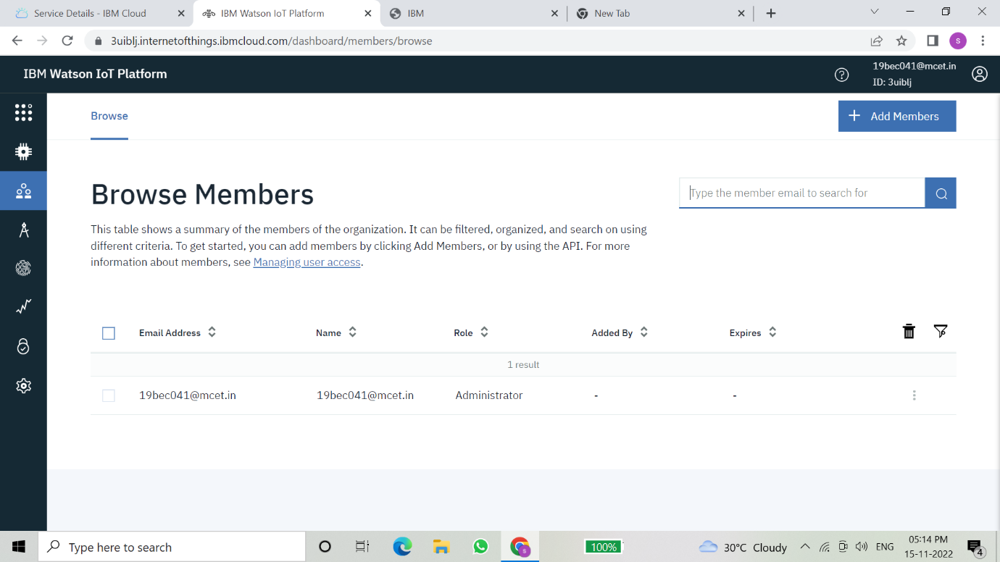 Service Details - IBM Cloud
IBM Watson IoT Platform
IBM
New Tab
3uiblj.internetofthings.ibmcloud.com/dashboard/members/browse
S
IBM Watson IoT Platform
19bec041@mcet.in
ID: 3uiblj
Browse
Add Members
Browse Members
Type the member email to search for
This table shows a summary of the members of the organization. It can be filtered, organized, and search on using
different criteria. To get started, you can add members by clicking Add Members, or by using the API. For more
information about members, see Managing user access.
Email Address Name Role Added By Expires
1 result
19bec041@mcet.in 19bec041@mcet.in Administrator - -
Type here to search
S
100%
30°C Cloudy
ENG
05:14 PM
15-11-2022
4